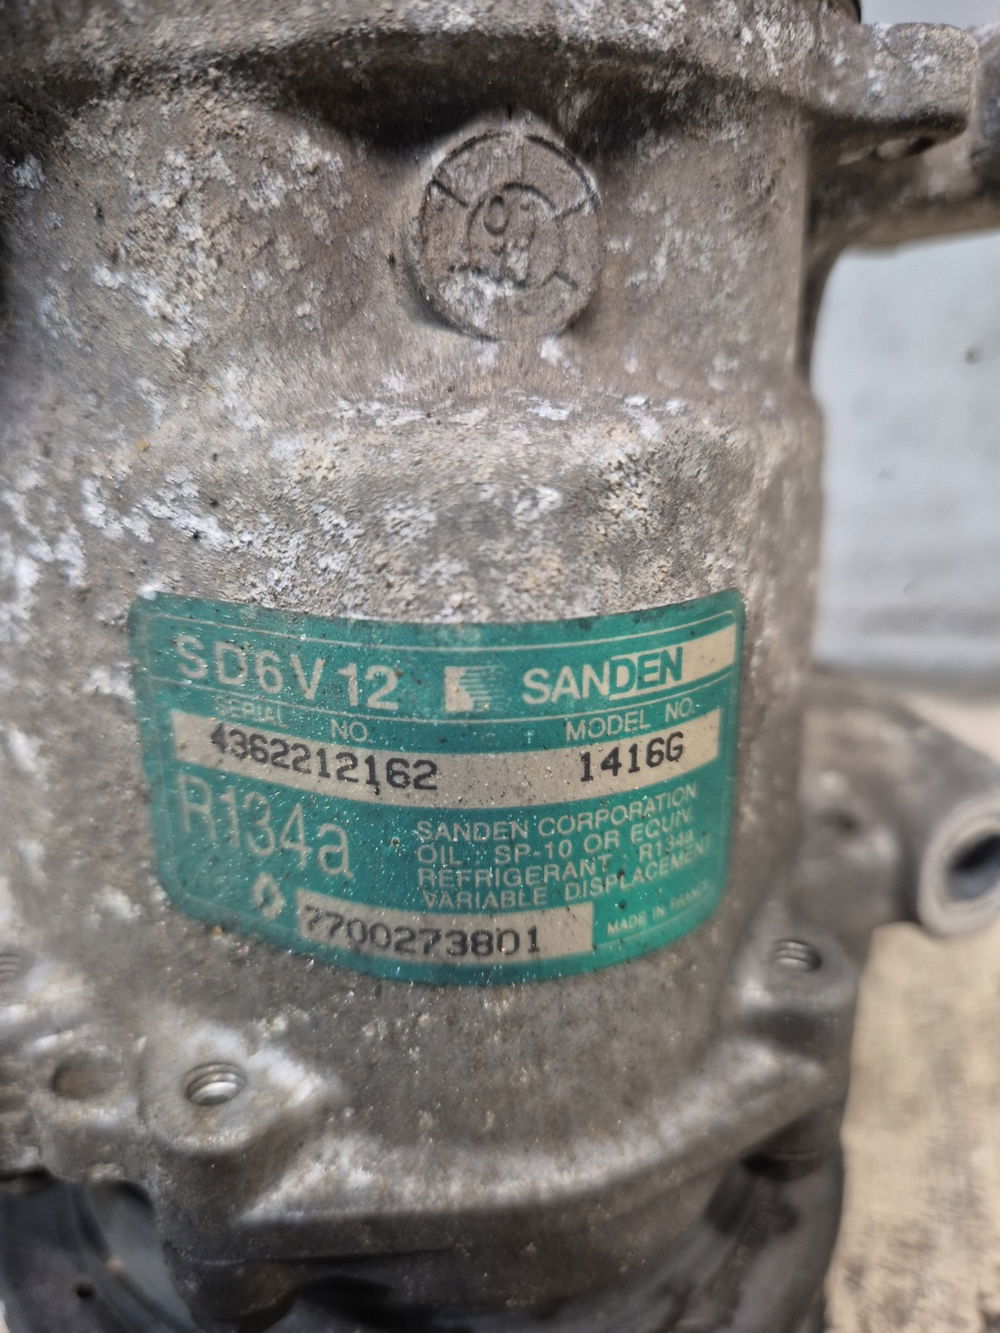 SD6V12 SANDEN
SERIAL NO. MODEL NO.
4362212162 1416G
R134a
SANDEN CORPORATION
OIL : SP-10 OR EQUIV.
REFRIGERANT : R134a
VARIABLE DISPLACEMENT
7700273801
MADE IN FRANCE